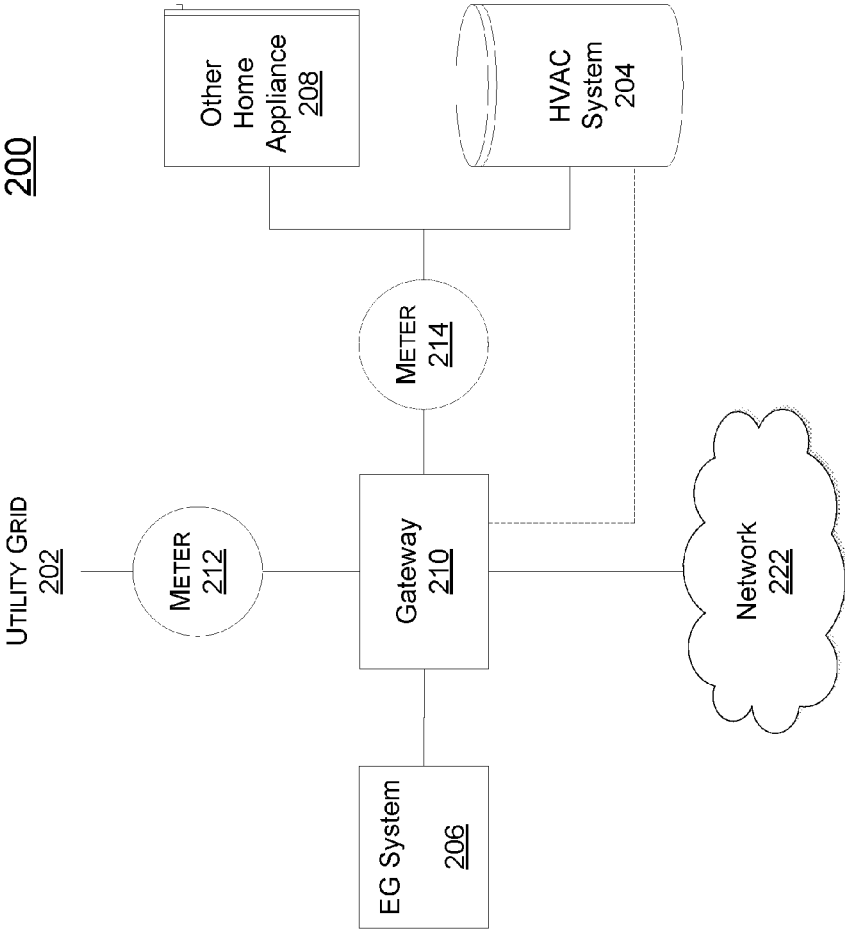 200
UTILITY GRID
202
METER
212
EG System
206
Gateway
210
METER
214
Other
Home
Appliance
208
HVAC
System
204
Network
222